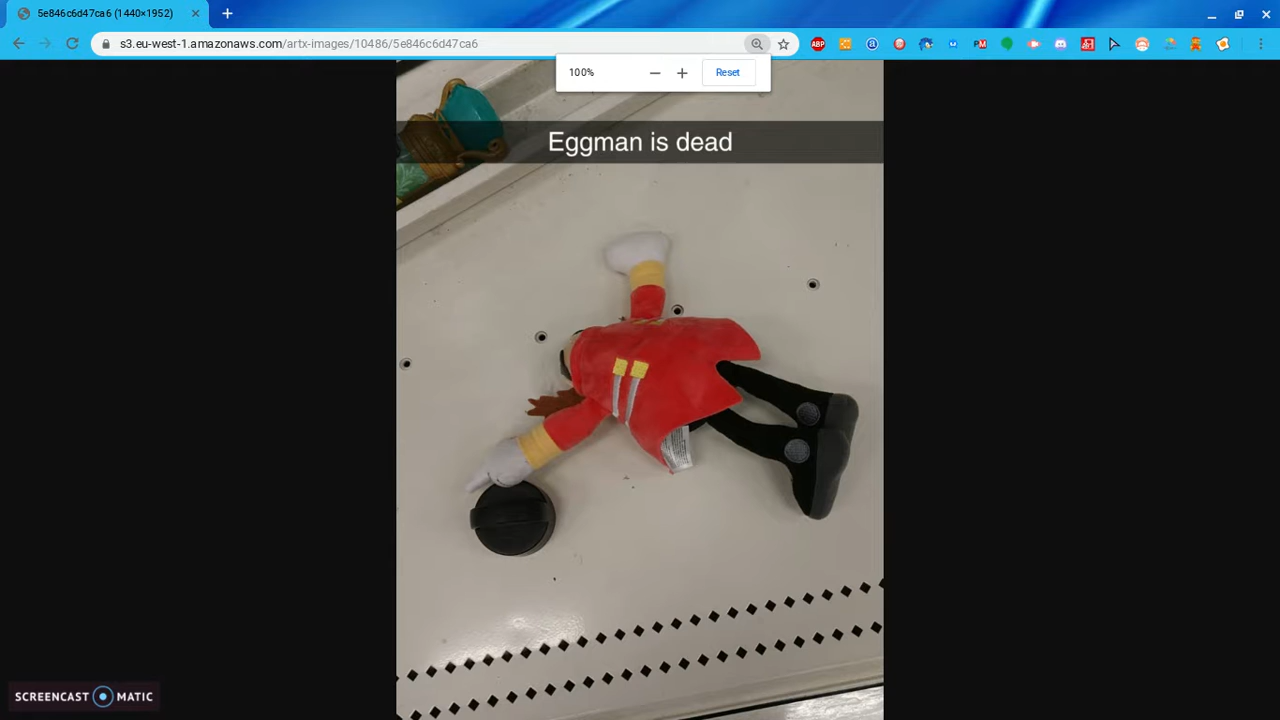 5e846c6d47ca6 (1440×1952)
s3.eu-west-1.amazonaws.com/artx-images/10486/5e846c6d47ca6
ABP
100%
Reset
Eggman is dead
SCREENCAST MATIC